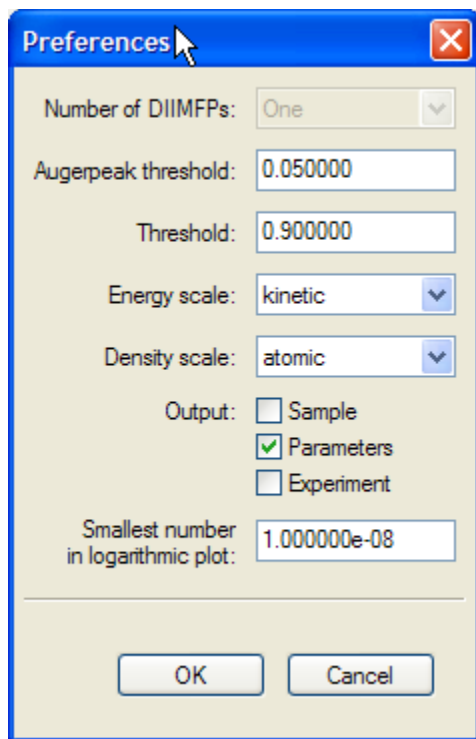 Preferences
Number of DIIMFPs: One
Augerpeak threshold: 0.050000
Threshold: 0.900000
Energy scale: kinetic
Density scale: atomic
Output: Sample
Parameters
Experiment
Smallest number
in logarithmic plot: 1.000000e-08
OK Cancel